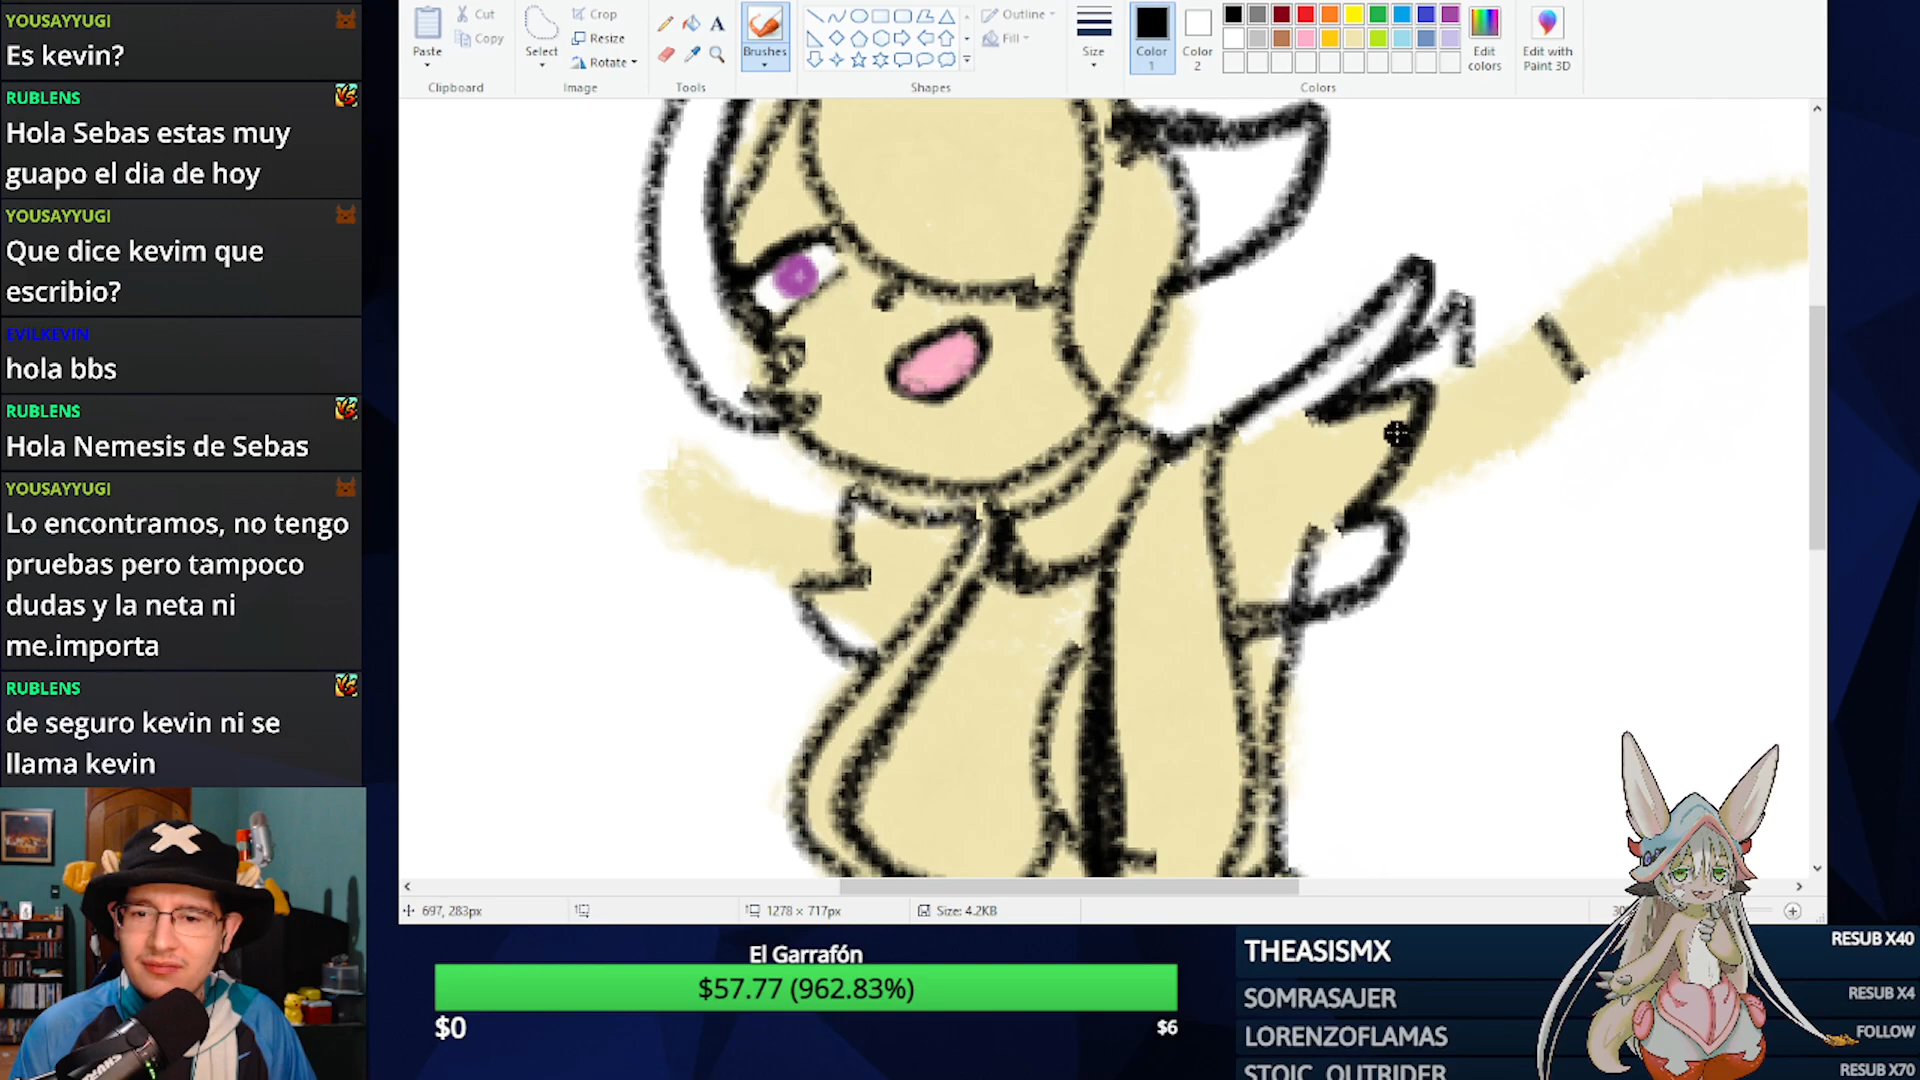 YOUSAYYUGI
Es kevin?
RUBLENS
Hola Sebas estas muy
guapo el dia de hoy
YOUSAYYUGI
Que dice kevim que
escribio?
EVILKEVIN
hola bbs
RUBLENS
Hola Nemesis de Sebas
YOUSAYYUGI
Lo encontramos, no tengo
pruebas pero tampoco
dudas y la neta ni
me.importa
RUBLENS
de seguro kevin ni se
llama kevin
Paste
Cut
Copy
Clipboard
Select
Crop
Resize
Rotate
Image
Tools
Brushes
Outline
Fill
Shapes
Size
Color
1
Color
2
Edit
colors
Edit with
Paint 3D
Colors
697, 283px
1278 × 717px
Size: 4.2KB
El Garrafón
$57.77 (962.83%)
$0
$6
THEASISMX
RESUB X40
SOMRASAJER
RESUB X4
LORENZOFLAMAS
FOLLOW
STOIC_OUTRIDER
RESUB X70